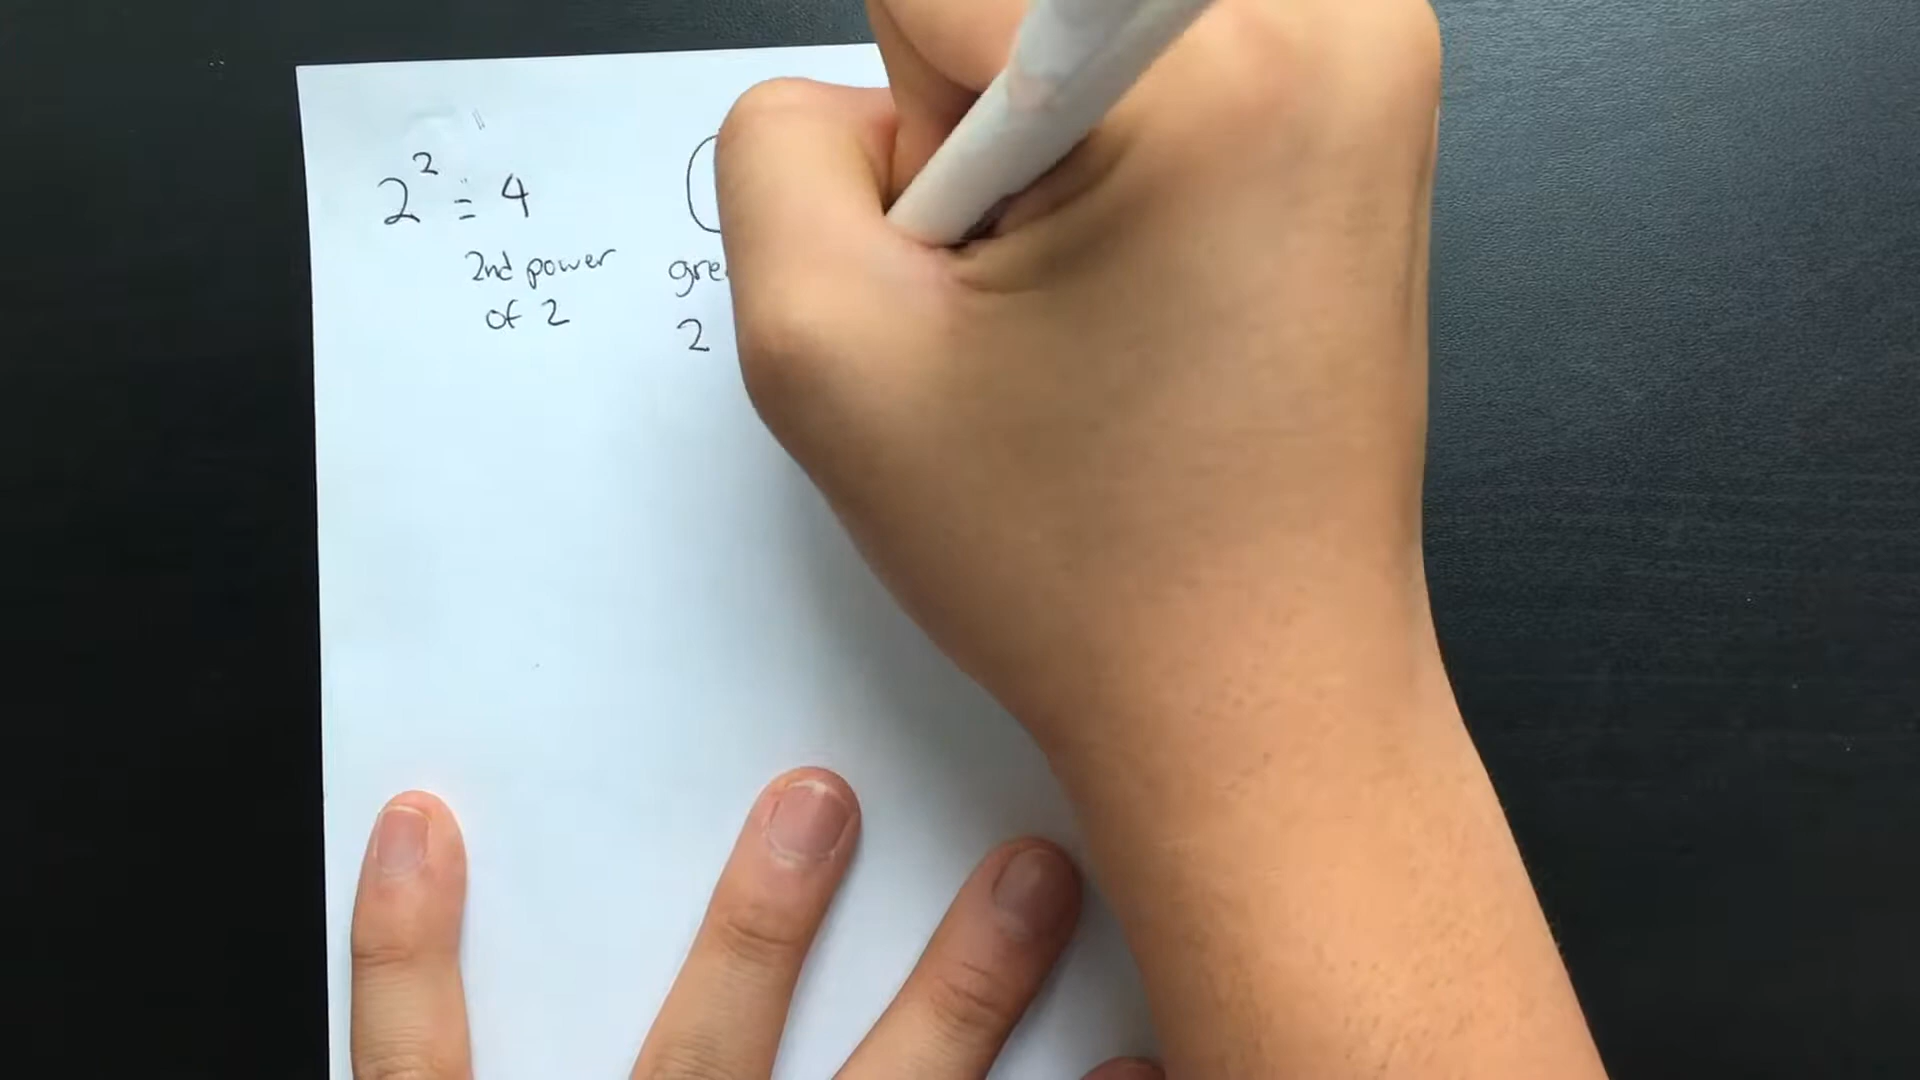 2² = 4
2nd power
of 2
2